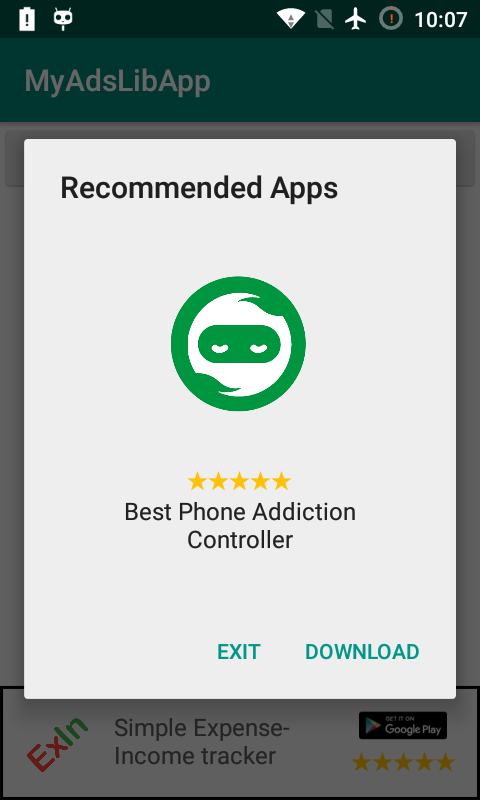 10:07
MyAdsLibApp
Recommended Apps
Best Phone Addiction
Controller
EXIT DOWNLOAD
ExIn
Simple Expense-
Income tracker
GET IT ON
Google Play